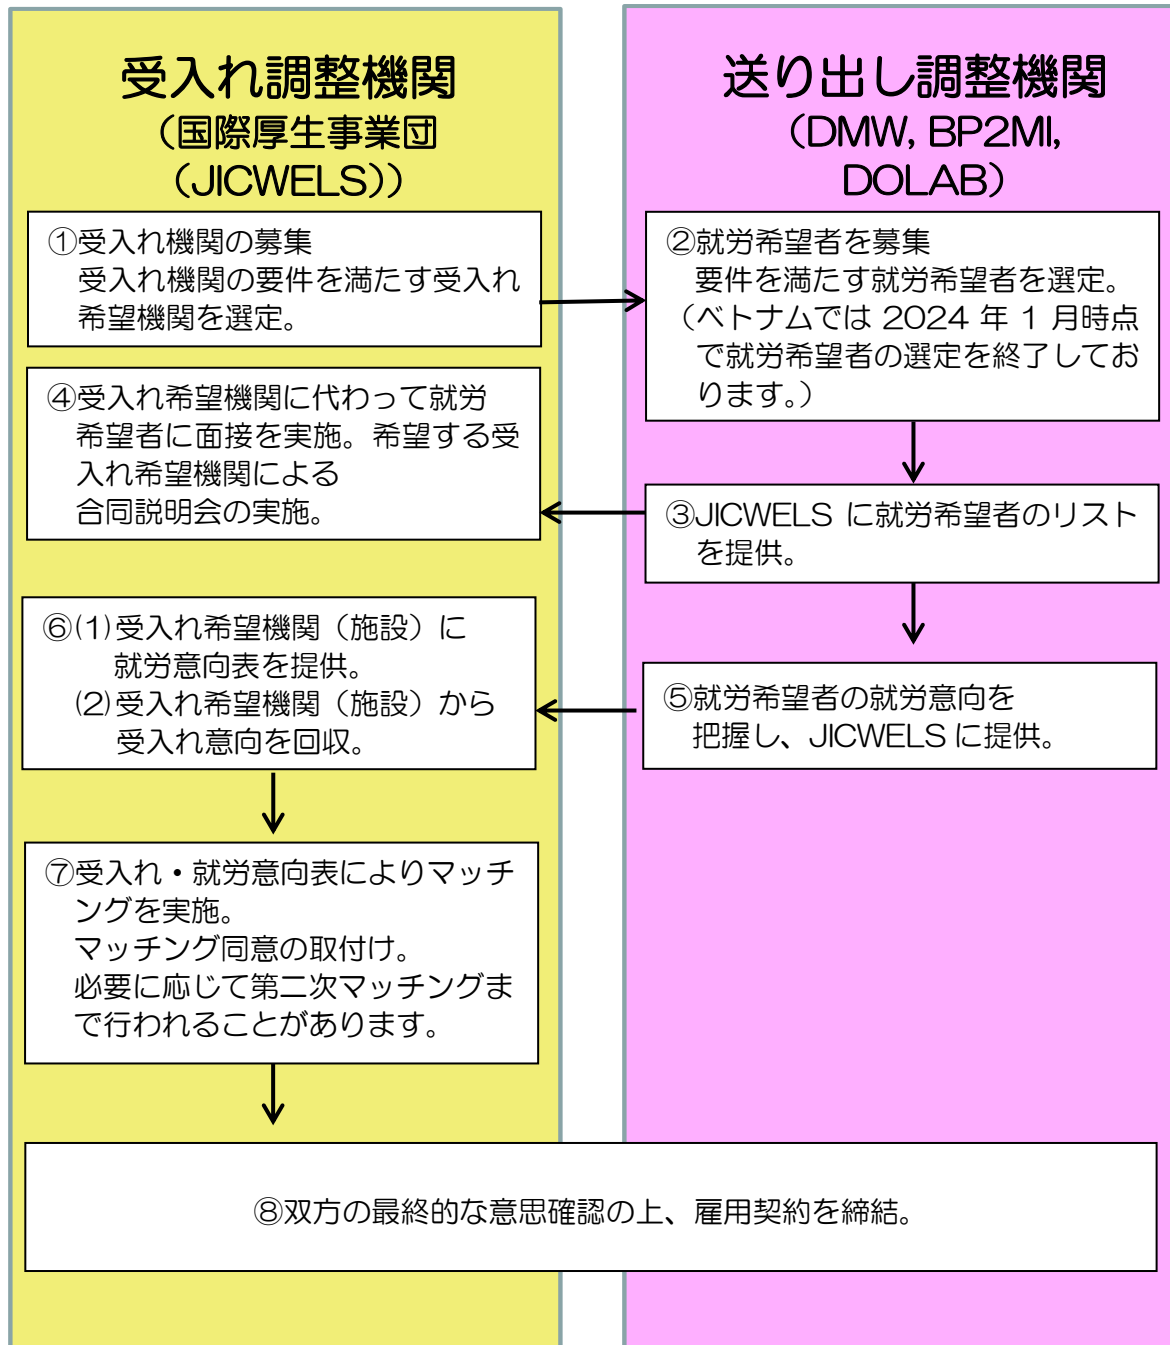 受入れ調整機関
（国際厚生事業団
（JICWELS））
送り出し調整機関
（DMW, BP2MI,
DOLAB）
①受入れ機関の募集
受入れ機関の要件を満たす受入れ
希望機関を選定。
②就労希望者を募集
要件を満たす就労希望者を選定。
（ベトナムでは 2024 年 1 月時点
で就労希望者の選定を終了してお
ります。）
③JICWELS に就労希望者のリスト
を提供。
④受入れ希望機関に代わって就労
希望者に面接を実施。希望する受
入れ希望機関による
合同説明会の実施。
⑤就労希望者の就労意向を
把握し、JICWELS に提供。
⑥⑴受入れ希望機関（施設）に
就労意向表を提供。
⑵受入れ希望機関（施設）から
受入れ意向を回収。
⑦受入れ・就労意向表によりマッチ
ングを実施。
マッチング同意の取付け。
必要に応じて第二次マッチングま
で行われることがあります。
⑧双方の最終的な意思確認の上、雇用契約を締結。